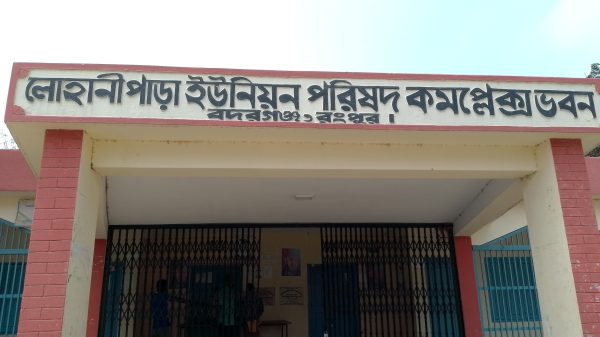 লোহানীপাড়া ইউনিয়ন পরিষদ কমপ্লেক্স ভবন
বদরগঞ্জ, রংপুর।